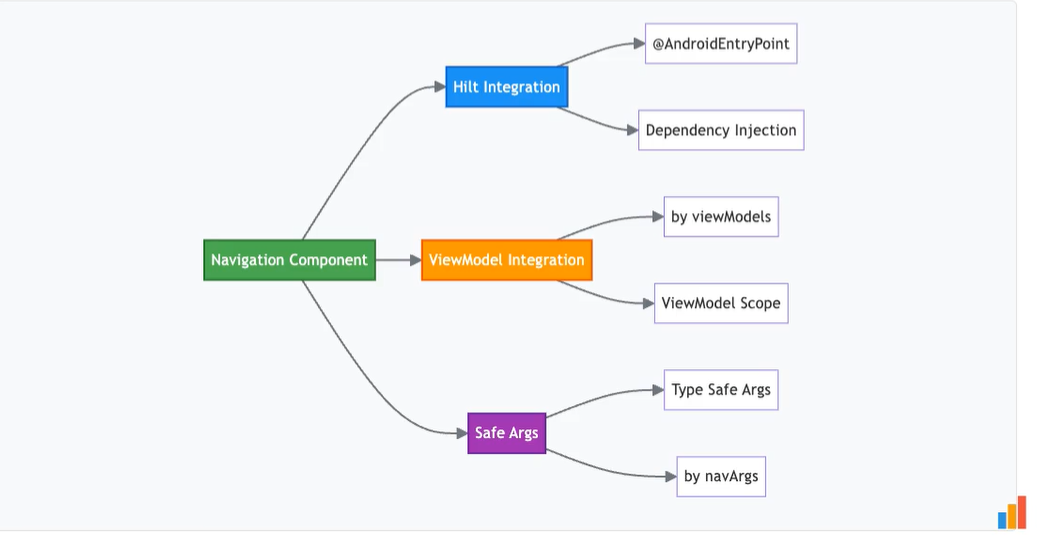 @AndroidEntryPoint
Hilt Integration
Dependency Injection
by viewModels
Navigation Component
ViewModel Integration
ViewModel Scope
Type Safe Args
Safe Args
by navArgs